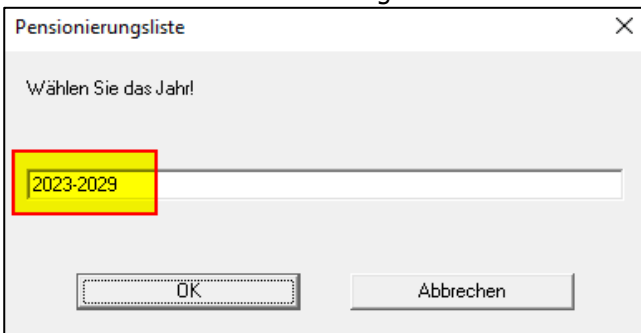 Pensionierungsliste
Wählen Sie das Jahr!
2023-2029
OK
Abbrechen